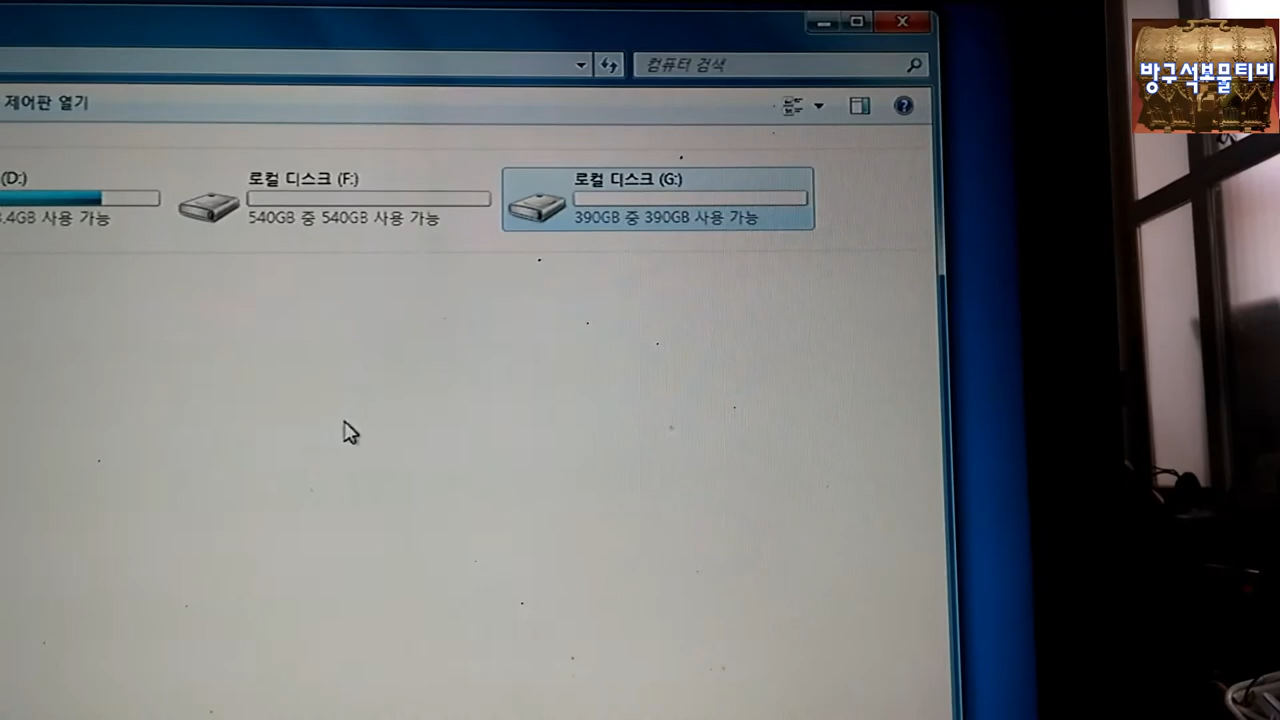 컴퓨터 검색
방구석보물티비
제어판 열기
(D:)
로컬 디스크 (F:)
로컬 디스크 (G:)
.4GB 사용 가능
540GB 중 540GB 사용 가능
390GB 중 390GB 사용 가능